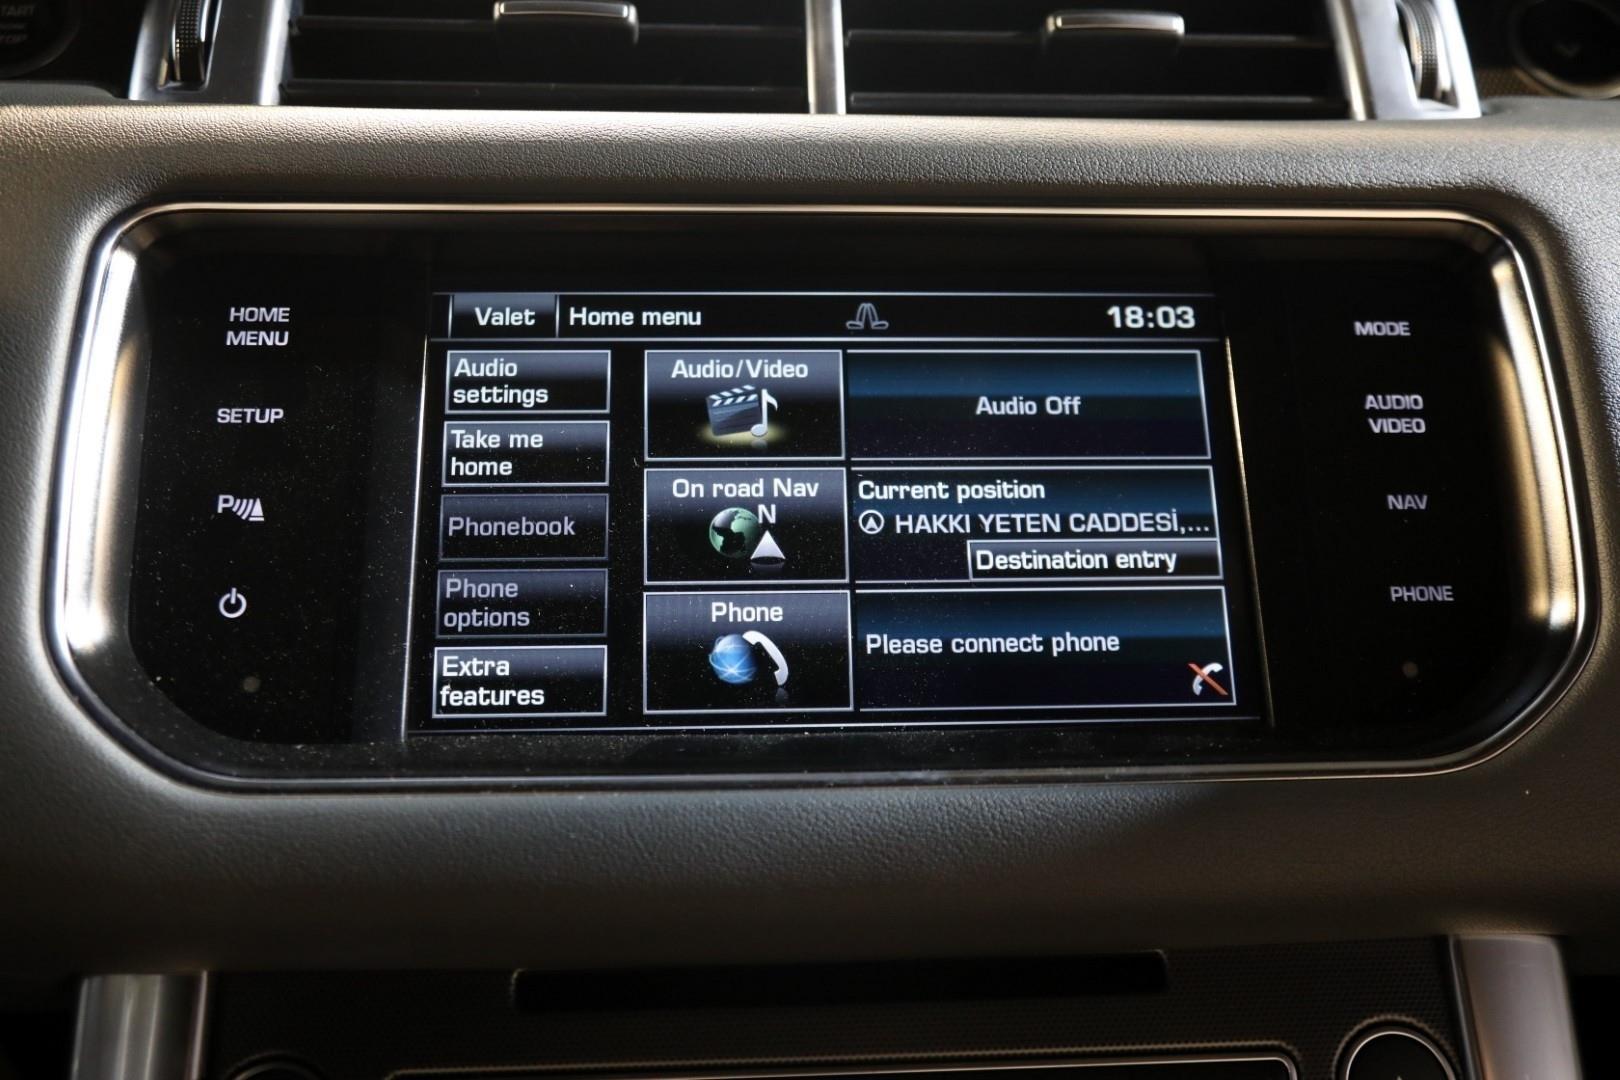 START
STOP
HOME
MENU
SETUP
P
Valet
Home menu
18:03
Audio
settings
Take me
home
Phonebook
Phone
options
Extra
features
Audio/Video
Audio Off
On road Nav
N
Current position
HAKKI YETEN CADDESİ,...
Destination entry
Phone
Please connect phone
MODE
AUDIO
VIDEO
NAV
PHONE